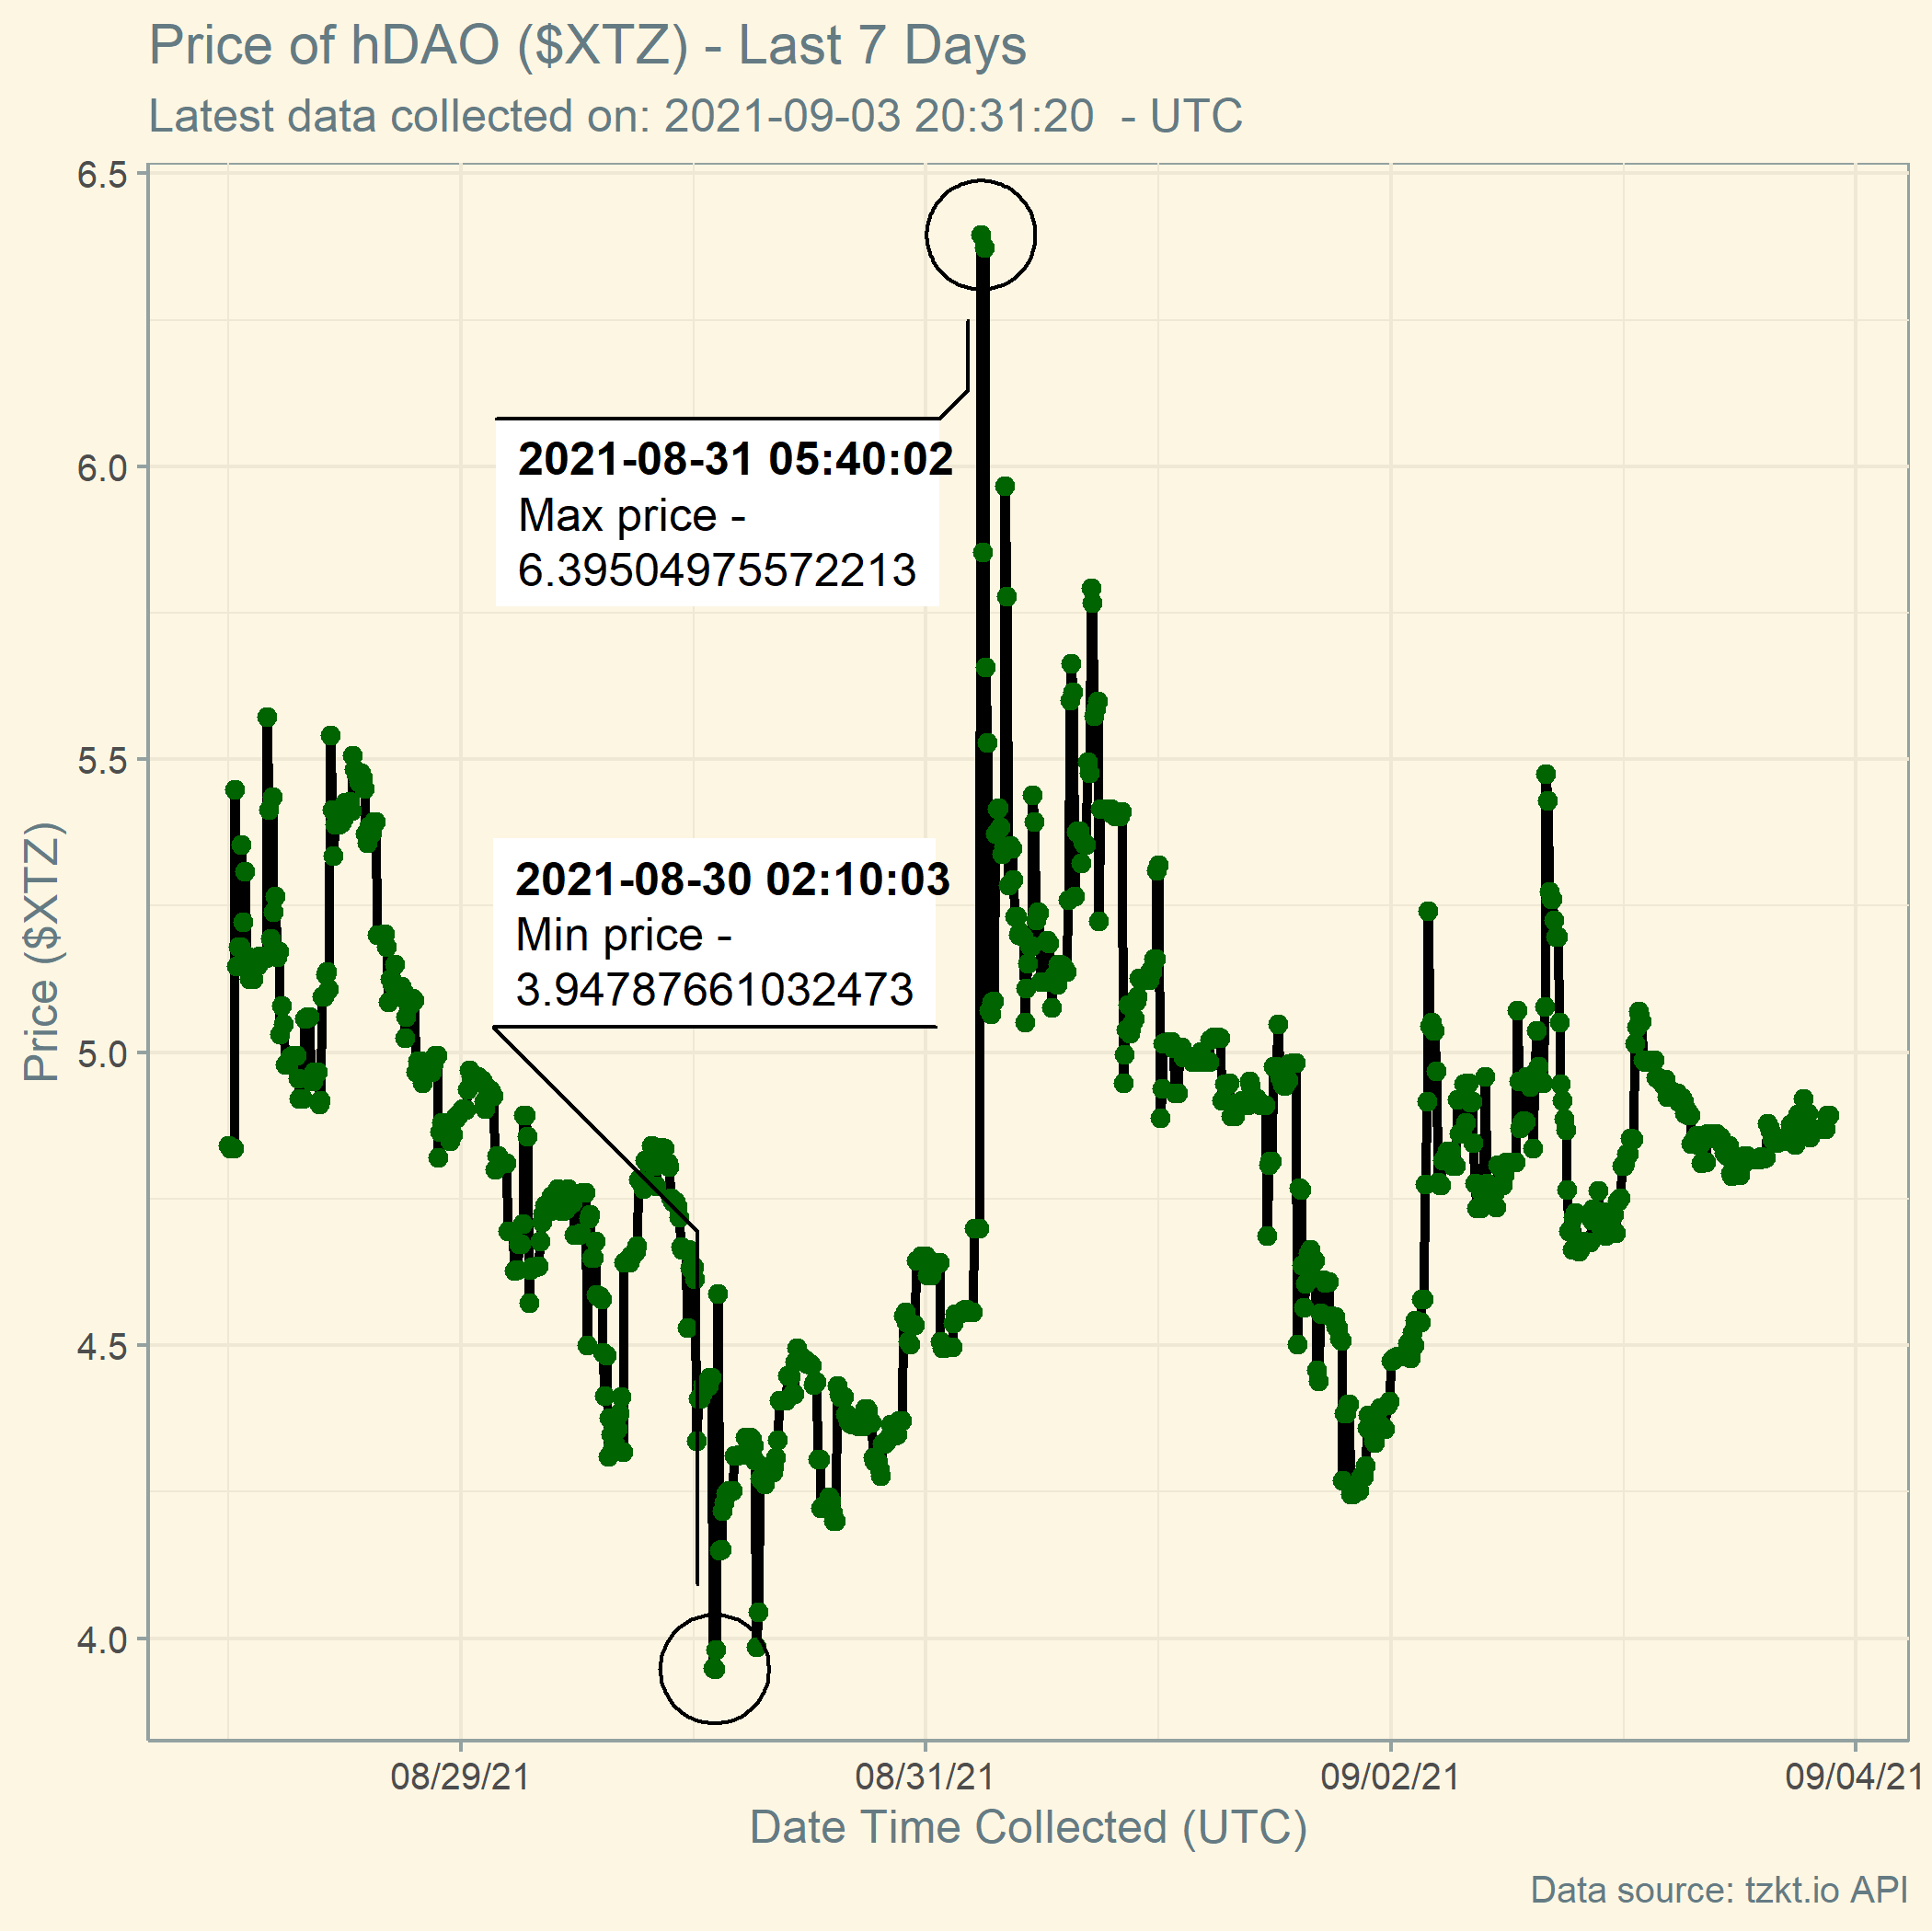 Price of hDAO ($XTZ) - Last 7 Days
Latest data collected on: 2021-09-03 20:31:20  - UTC
6.5
6.0
5.5
5.0
4.5
4.0
Price ($XTZ)
2021-08-31 05:40:02
Max price -
6.39504975572213
2021-08-30 02:10:03
Min price -
3.94787661032473
08/29/21
08/31/21
09/02/21
09/04/21
Date Time Collected (UTC)
Data source: tzkt.io API